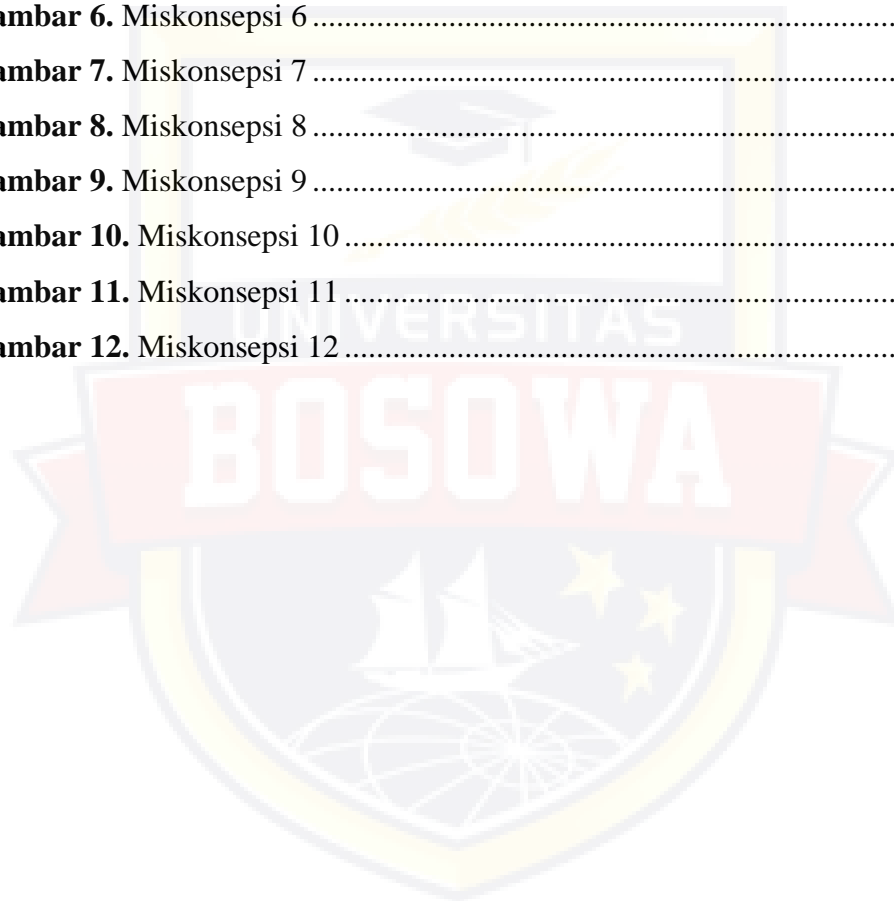 ambar 6. Miskonsepsi 6 ........................................................................
ambar 7. Miskonsepsi 7 ........................................................................
ambar 8. Miskonsepsi 8 ........................................................................
ambar 9. Miskonsepsi 9 ........................................................................
ambar 10. Miskonsepsi 10 ....................................................................
ambar 11. Miskonsepsi 11 ....................................................................
ambar 12. Miskonsepsi 12 ....................................................................
UNIVERSITAS
BOSOWA